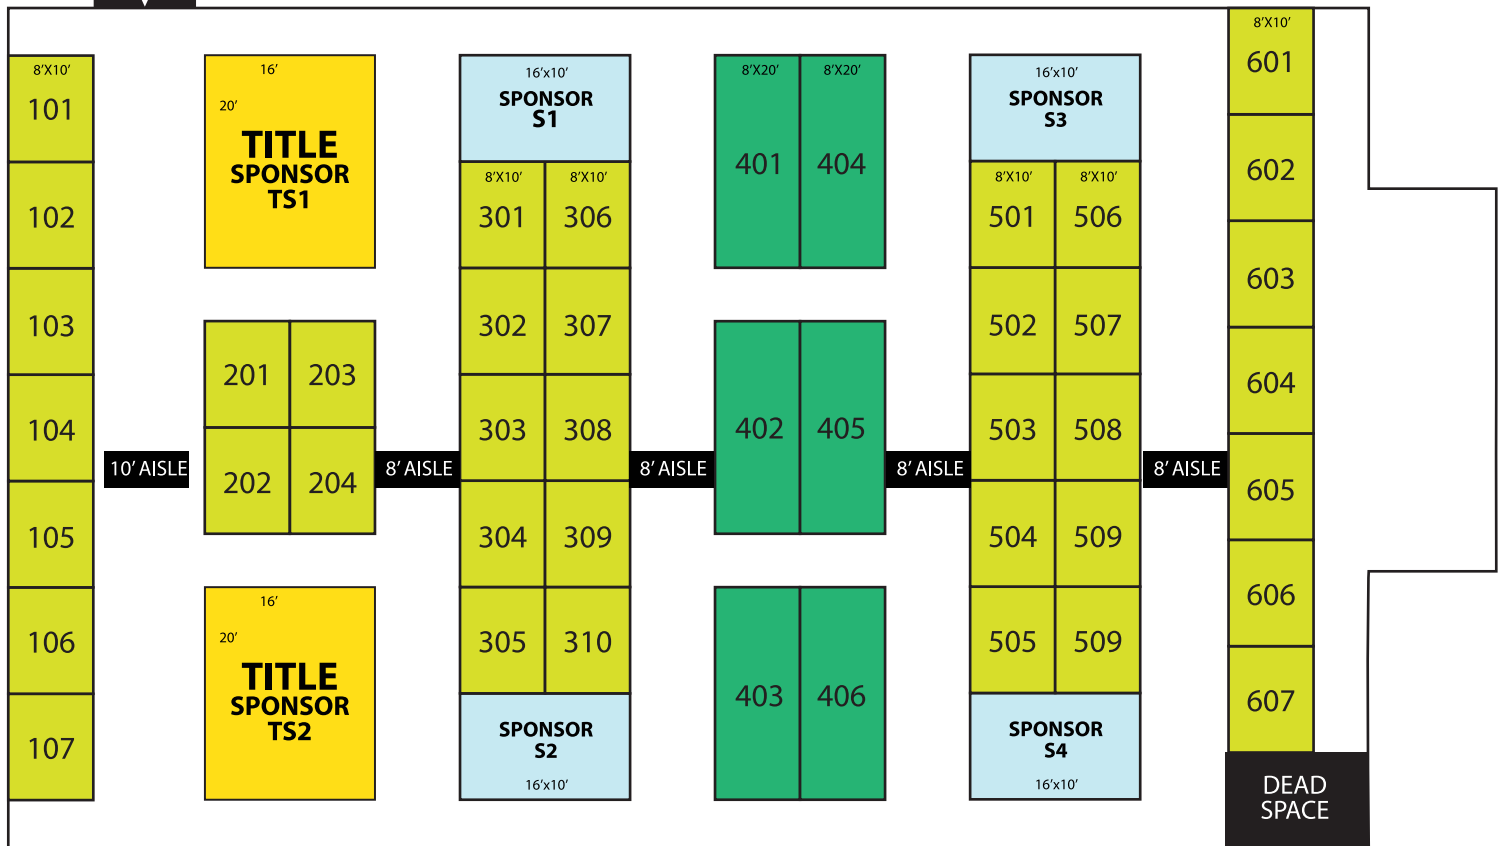 8'X10'
101
102
103
104
105
106
107
10' AISLE
16'
20'
TITLE
SPONSOR
TS1
201
203
202
204
16'
20'
TITLE
SPONSOR
TS2
8' AISLE
16'x10'
SPONSOR
S1
8'X10'
8'X10'
301
306
302
307
303
308
304
309
305
310
SPONSOR
S2
16'x10'
8' AISLE
8'X20'
8'X20'
401
404
402
405
403
406
8' AISLE
16'x10'
SPONSOR
S3
8'X10'
8'X10'
501
506
502
507
503
508
504
509
505
509
SPONSOR
S4
16'x10'
8' AISLE
8'X10'
601
602
603
604
605
606
607
DEAD
SPACE